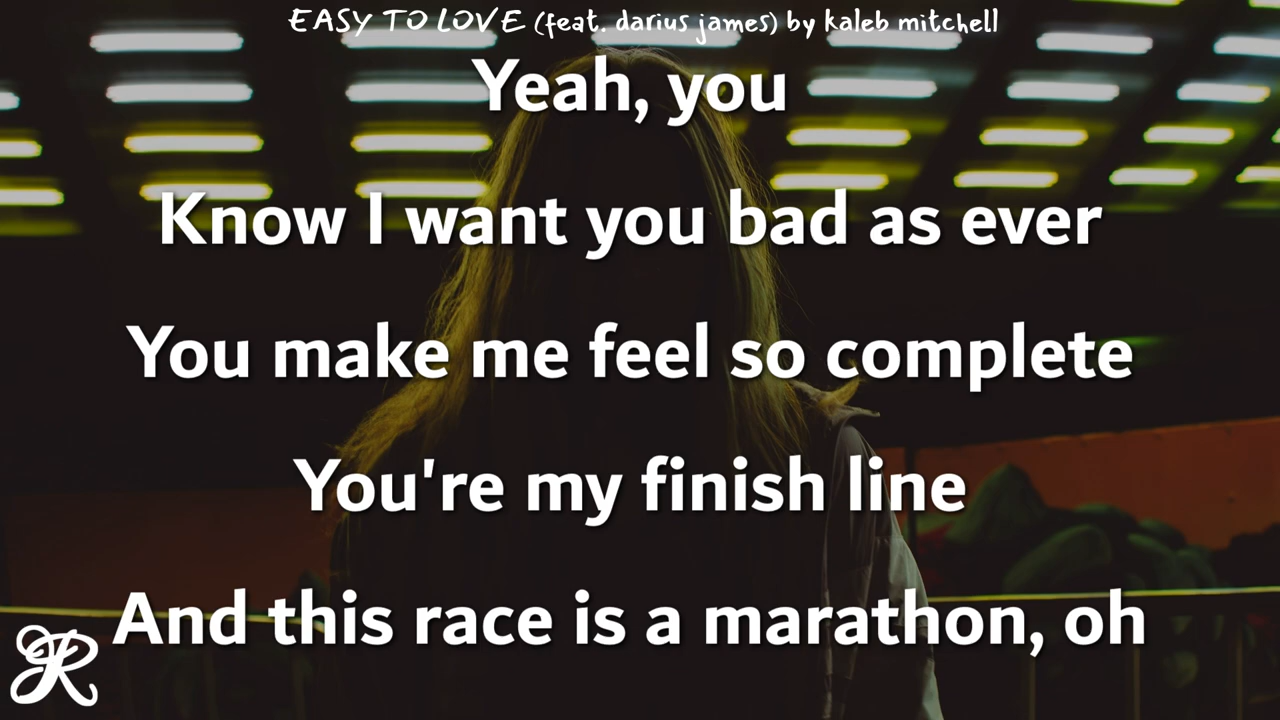 EASY TO LOVE (feat. darius james) by kaleb mitchell
Yeah, you
Know I want you bad as ever
You make me feel so complete
You're my finish line
And this race is a marathon, oh
R